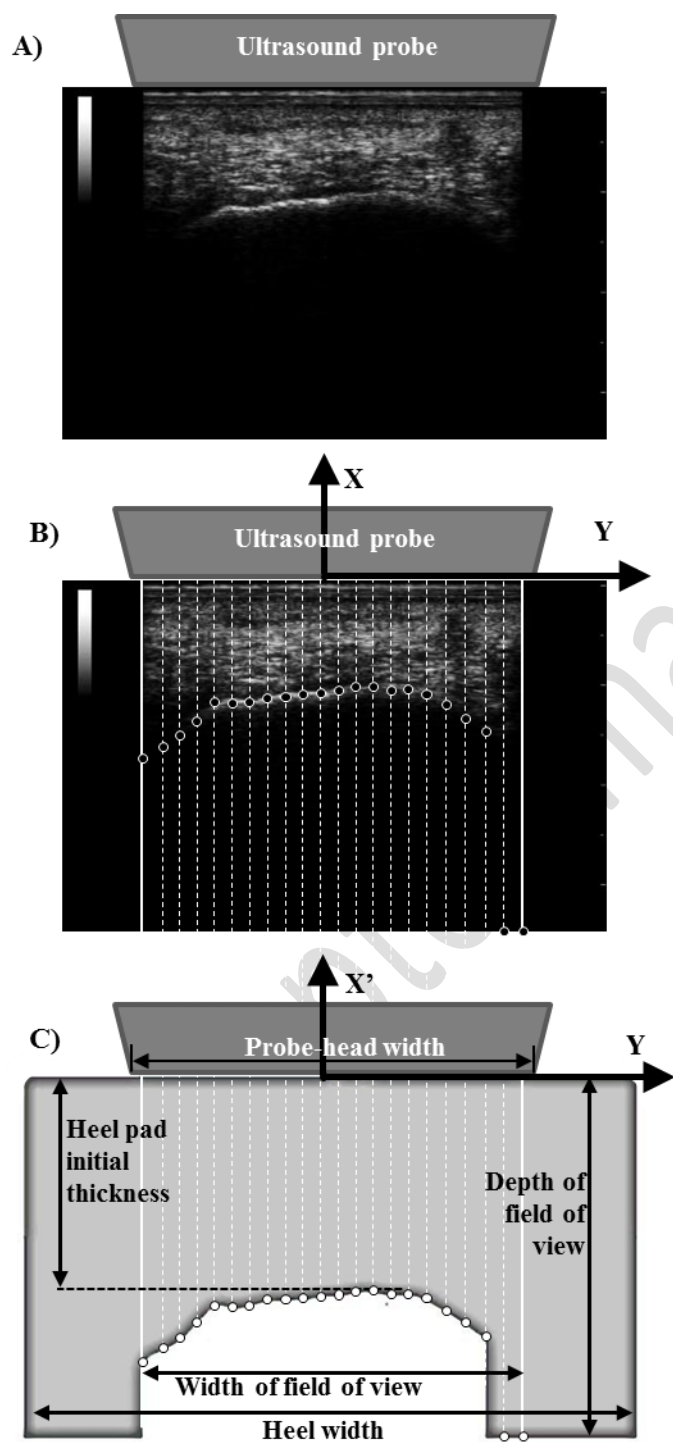 A)
Ultrasound probe
X
B)
Ultrasound probe
Y
X’
C)
Probe-head width
Y
Heel pad
initial
thickness
Depth of
field of
view
Width of field of view
Heel width